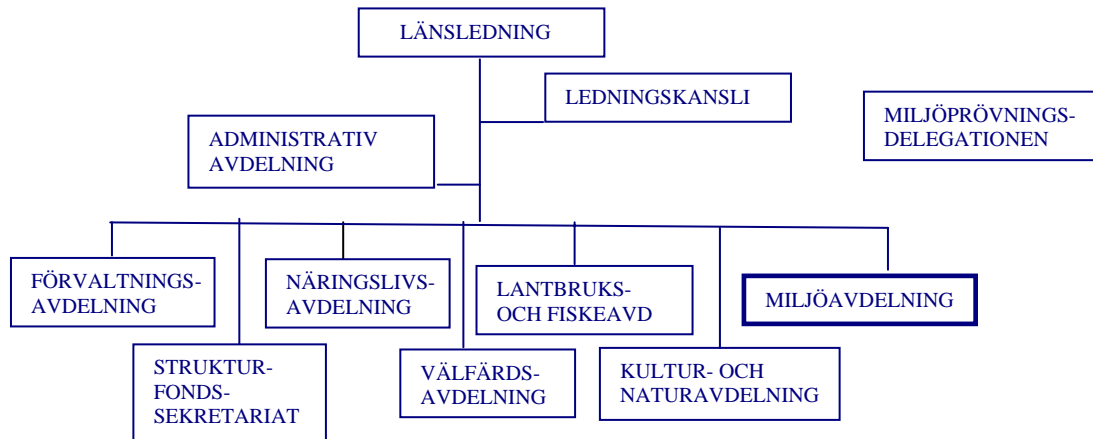 LÄNSLEDNING
LEDNINGSKANSLI
MILJÖPRÖVNINGS-
DELEGATIONEN
ADMINISTRATIV
AVDELNING
FÖRVALTNINGS-
AVDELNING
NÄRINGSLIVS-
AVDELNING
LANTBRUKS-
OCH FISKEAVD
MILJÖAVDELNING
STRUKTUR-
FONDS-
SEKRETARIAT
VÄLFÄRDS-
AVDELNING
KULTUR- OCH
NATURAVDELNING